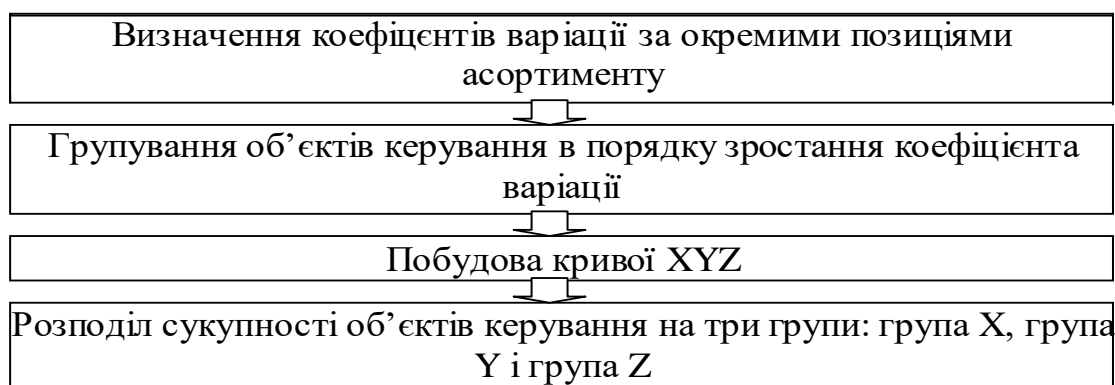 Визначення коефіцєнтів варіації за окремими позиціями
асортименту
Групування об’єктів керування в порядку зростання коефіцієнта
варіації
Побудова кривої XYZ
Розподіл сукупності об’єктів керування на три групи: група X, група
Y і група Z